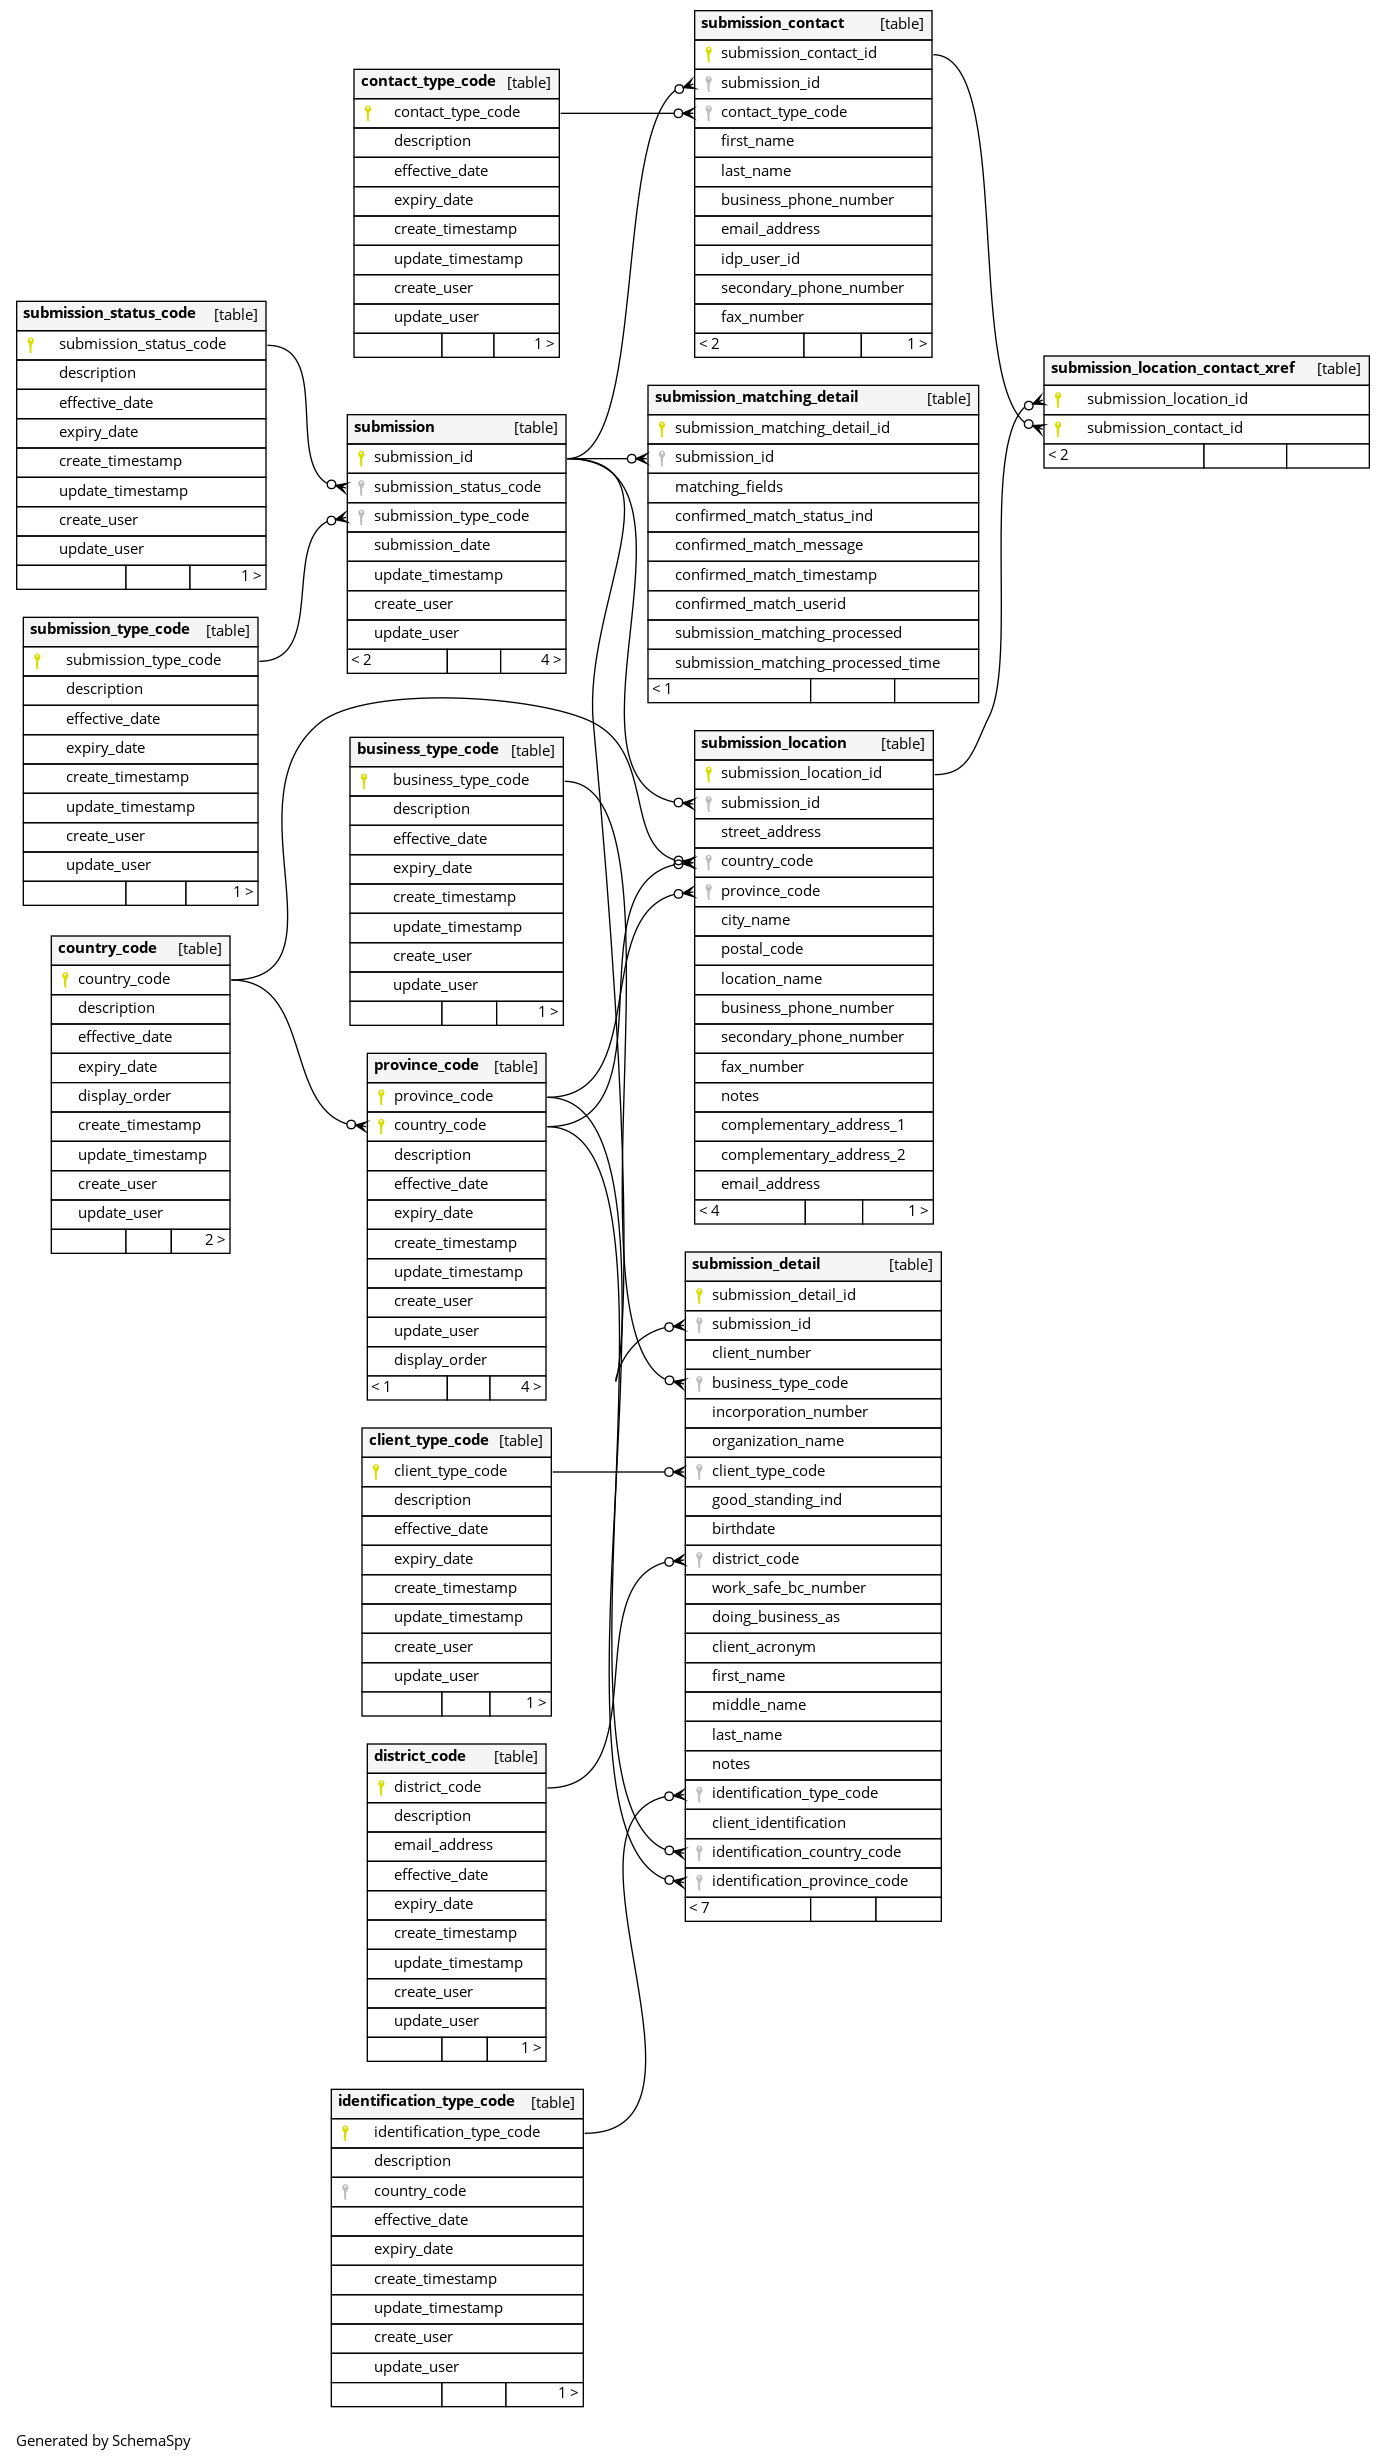 submission_contact [table]
submission_contact_id
submission_id
contact_type_code
first_name
last_name
business_phone_number
email_address
idp_user_id
secondary_phone_number
fax_number
< 2 1 >
contact_type_code [table]
contact_type_code
description
effective_date
expiry_date
create_timestamp
update_timestamp
create_user
update_user
1 >
submission_status_code [table]
submission_status_code
description
effective_date
expiry_date
create_timestamp
update_timestamp
create_user
update_user
1 >
submission_location_contact_xref [table]
submission_location_id
submission_contact_id
< 2
submission_matching_detail [table]
submission_matching_detail_id
submission_id
matching_fields
confirmed_match_status_ind
confirmed_match_message
confirmed_match_timestamp
confirmed_match_userid
submission_matching_processed
submission_matching_processed_time
< 1
submission [table]
submission_id
submission_status_code
submission_type_code
submission_date
update_timestamp
create_user
update_user
< 2 4 >
submission_type_code [table]
submission_type_code
description
effective_date
expiry_date
create_timestamp
update_timestamp
create_user
update_user
1 >
business_type_code [table]
business_type_code
description
effective_date
expiry_date
create_timestamp
update_timestamp
create_user
update_user
1 >
submission_location [table]
submission_location_id
submission_id
street_address
country_code
province_code
city_name
postal_code
location_name
business_phone_number
secondary_phone_number
fax_number
notes
complementary_address_1
complementary_address_2
email_address
< 4 1 >
country_code [table]
country_code
description
effective_date
expiry_date
display_order
create_timestamp
update_timestamp
create_user
update_user
2 >
province_code [table]
province_code
country_code
description
effective_date
expiry_date
create_timestamp
update_timestamp
create_user
update_user
display_order
< 1 4 >
submission_detail [table]
submission_detail_id
submission_id
client_number
business_type_code
incorporation_number
organization_name
client_type_code
good_standing_ind
birthdate
district_code
work_safe_bc_number
doing_business_as
client_acronym
first_name
middle_name
last_name
notes
identification_type_code
client_identification
identification_country_code
identification_province_code
< 7
client_type_code [table]
client_type_code
description
effective_date
expiry_date
create_timestamp
update_timestamp
create_user
update_user
1 >
district_code [table]
district_code
description
email_address
effective_date
expiry_date
create_timestamp
update_timestamp
create_user
update_user
1 >
identification_type_code [table]
identification_type_code
description
country_code
effective_date
expiry_date
create_timestamp
update_timestamp
create_user
update_user
1 >
Generated by SchemaSpy